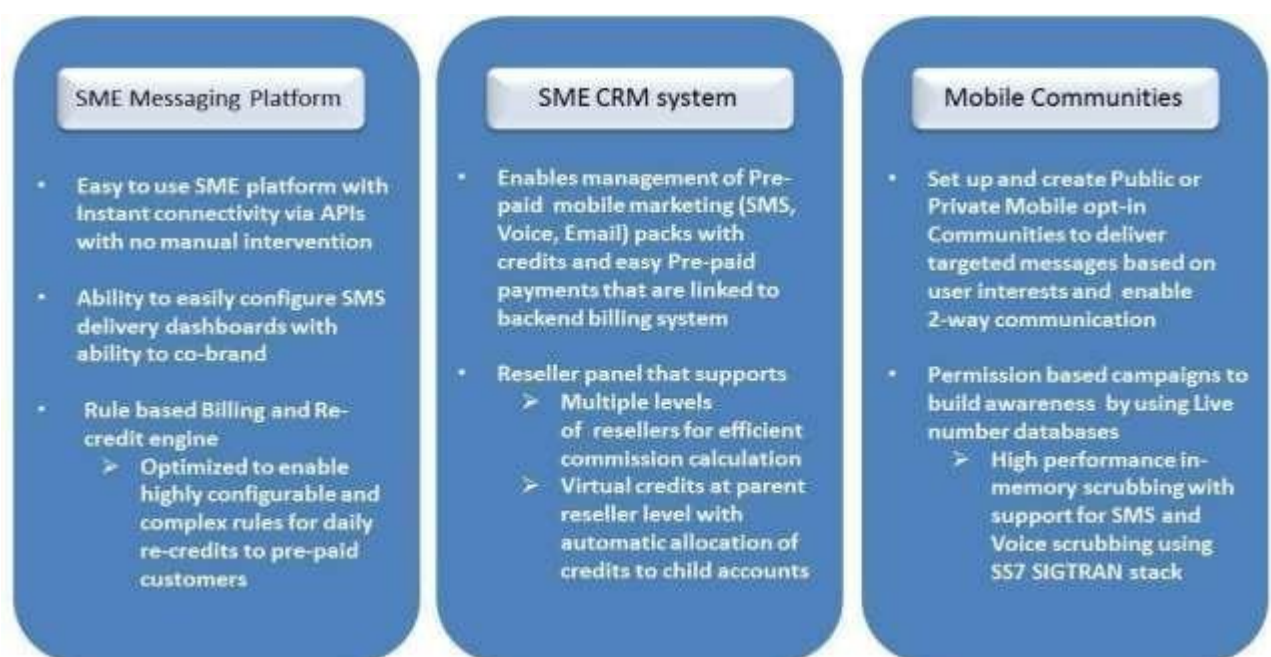 SME Messaging Platform
• Easy to use SME platform with
Instant connectivity via APIs
with no manual intervention
• Ability to easily configure SMS
delivery dashboards with
ability to co-brand
• Rule based Billing and Re-
credit engine
➢ Optimized to enable
highly configurable and
complex rules for daily
re-credits to pre-paid
customers
SME CRM system
• Enables management of Pre-
paid mobile marketing (SMS,
Voice, Email) packs with
credits and easy Pre-paid
payments that are linked to
backend billing system
• Reseller panel that supports
➢ Multiple levels
of resellers for efficient
commission calculation
➢ Virtual credits at parent
reseller level with
automatic allocation of
credits to child accounts
Mobile Communities
• Set up and create Public or
Private Mobile opt-in
Communities to deliver
targeted messages based on
user interests and enable
2-way communication
• Permission based campaigns to
build awareness by using Live
number databases
➢ High performance in-
memory scrubbing with
support for SMS and
Voice scrubbing using
SS7 SIGTRAN stack